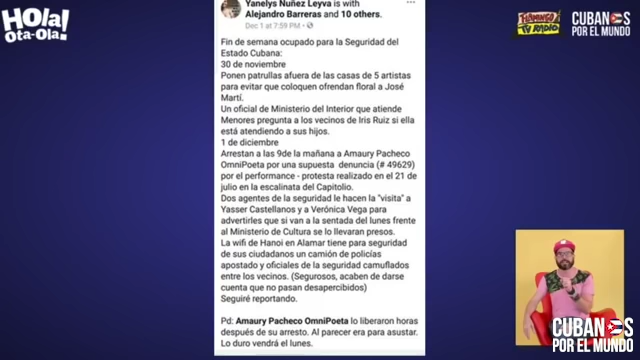 HOla!
Ota-Ola!
Yanelys Nuñez Leyva is with
Alejandro Barreras and 10 others.
Dec 1 at 7:59 PM
Fin de semana ocupado para la Seguridad del
Estado Cubana:
30 de noviembre
Ponen patrullas afuera de las casas de 5 artistas
para evitar que coloquen ofrendan floral a José
Martí.
Un oficial de Ministerio del Interior que atiende
Menores pregunta a los vecinos de Iris Ruiz si ella
está atendiendo a sus hijos.
1 de diciembre
Arrestan a las 9de la mañana a Amaury Pacheco
OmniPoeta por una supuesta denuncia (# 49629)
por el performance - protesta realizado en el 21 de
julio en la escalinata del Capitolio.
Dos agentes de la seguridad le hacen la "visita" a
Yasser Castellanos y a Verónica Vega para
advertirles que si van a la sentada del lunes frente
al Ministerio de Cultura se lo llevaran presos.
La wifi de Hanoi en Alamar tiene para seguridad
de sus ciudadanos un camión de policías
apostado y oficiales de la seguridad camuflados
entre los vecinos. (Segurosos, acaben de darse
cuenta que no pasan desapercibidos)
Seguiré reportando.
Pd: Amaury Pacheco OmniPoeta lo liberaron horas
después de su arresto. Al parecer era para asustar.
Lo duro vendrá el lunes.
FLAMINGO
TV RADIO
CUBANOS
POR EL MUNDO
CUBANOS
POR EL MUNDO